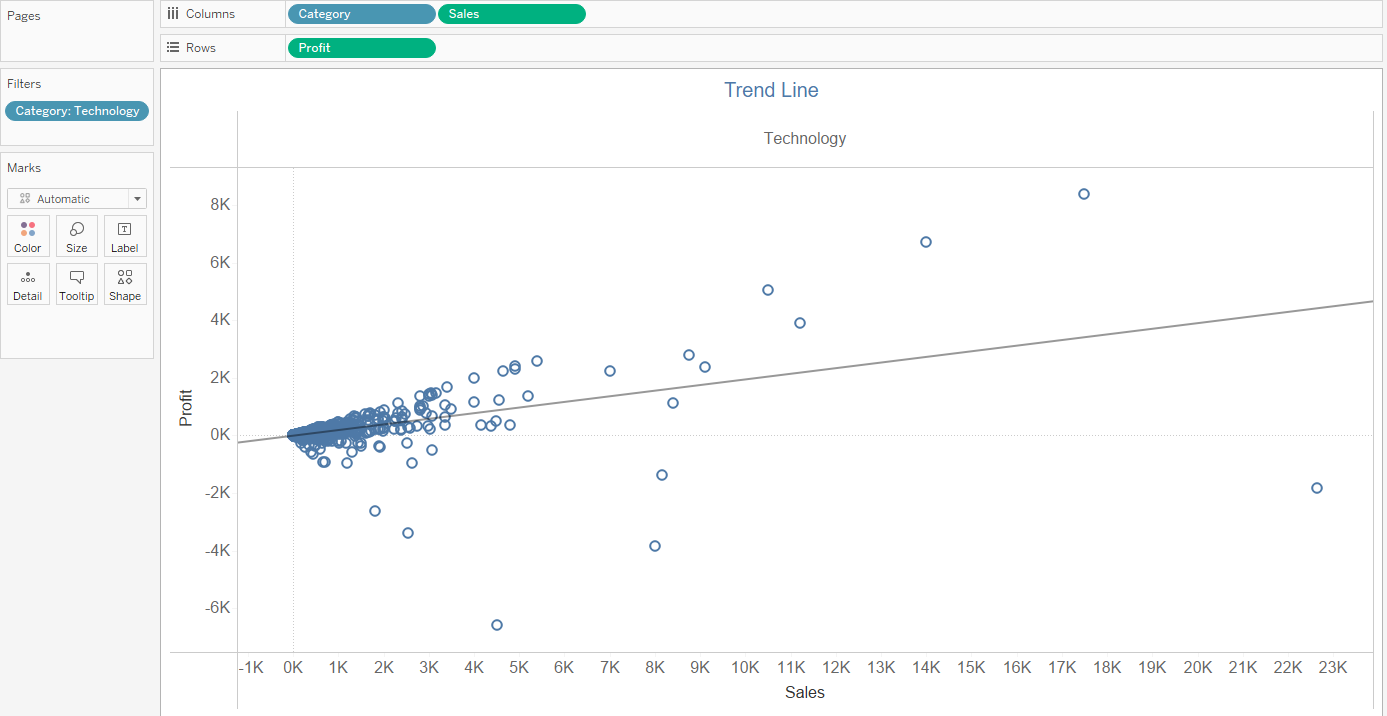 Pages
Columns
Category
Sales
Rows
Profit
Filters
Category: Technology
Marks
Automatic
Color
Size
Label
Detail
Tooltip
Shape
Trend Line
Technology
Profit
8K
6K
4K
2K
0K
-2K
-4K
-6K
-1K 0K 1K 2K 3K 4K 5K 6K 7K 8K 9K 10K 11K 12K 13K 14K 15K 16K 17K 18K 19K 20K 21K 22K 23K
Sales